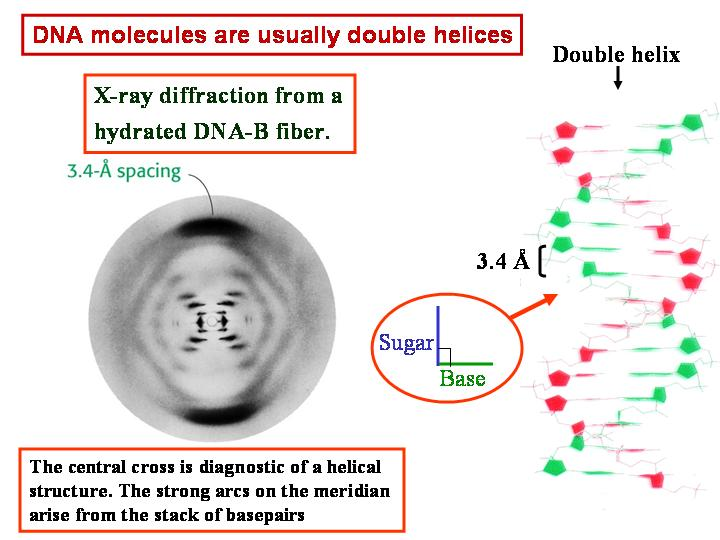 DNA molecules are usually double helices
Double helix
X-ray diffraction from a
hydrated DNA-B fiber.
3.4-Å spacing
3.4 Å
Sugar
Base
The central cross is diagnostic of a helical
structure. The strong arcs on the meridian
arise from the stack of basepairs